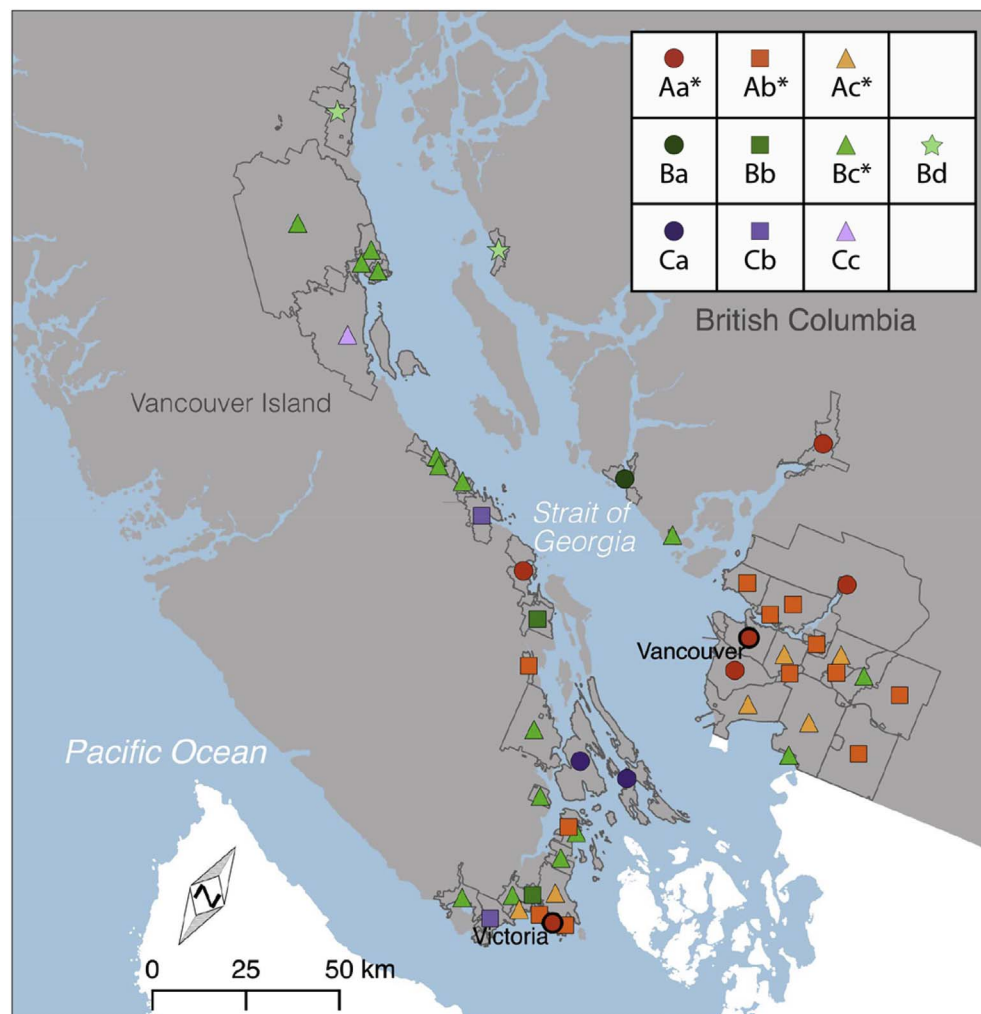 Aa* Ab* Ac*
Ba Bb Bc* Bd
Ca Cb Cc
British Columbia
Vancouver Island
Strait of
Georgia
Vancouver
Pacific Ocean
N
Victoria
0 25 50 km